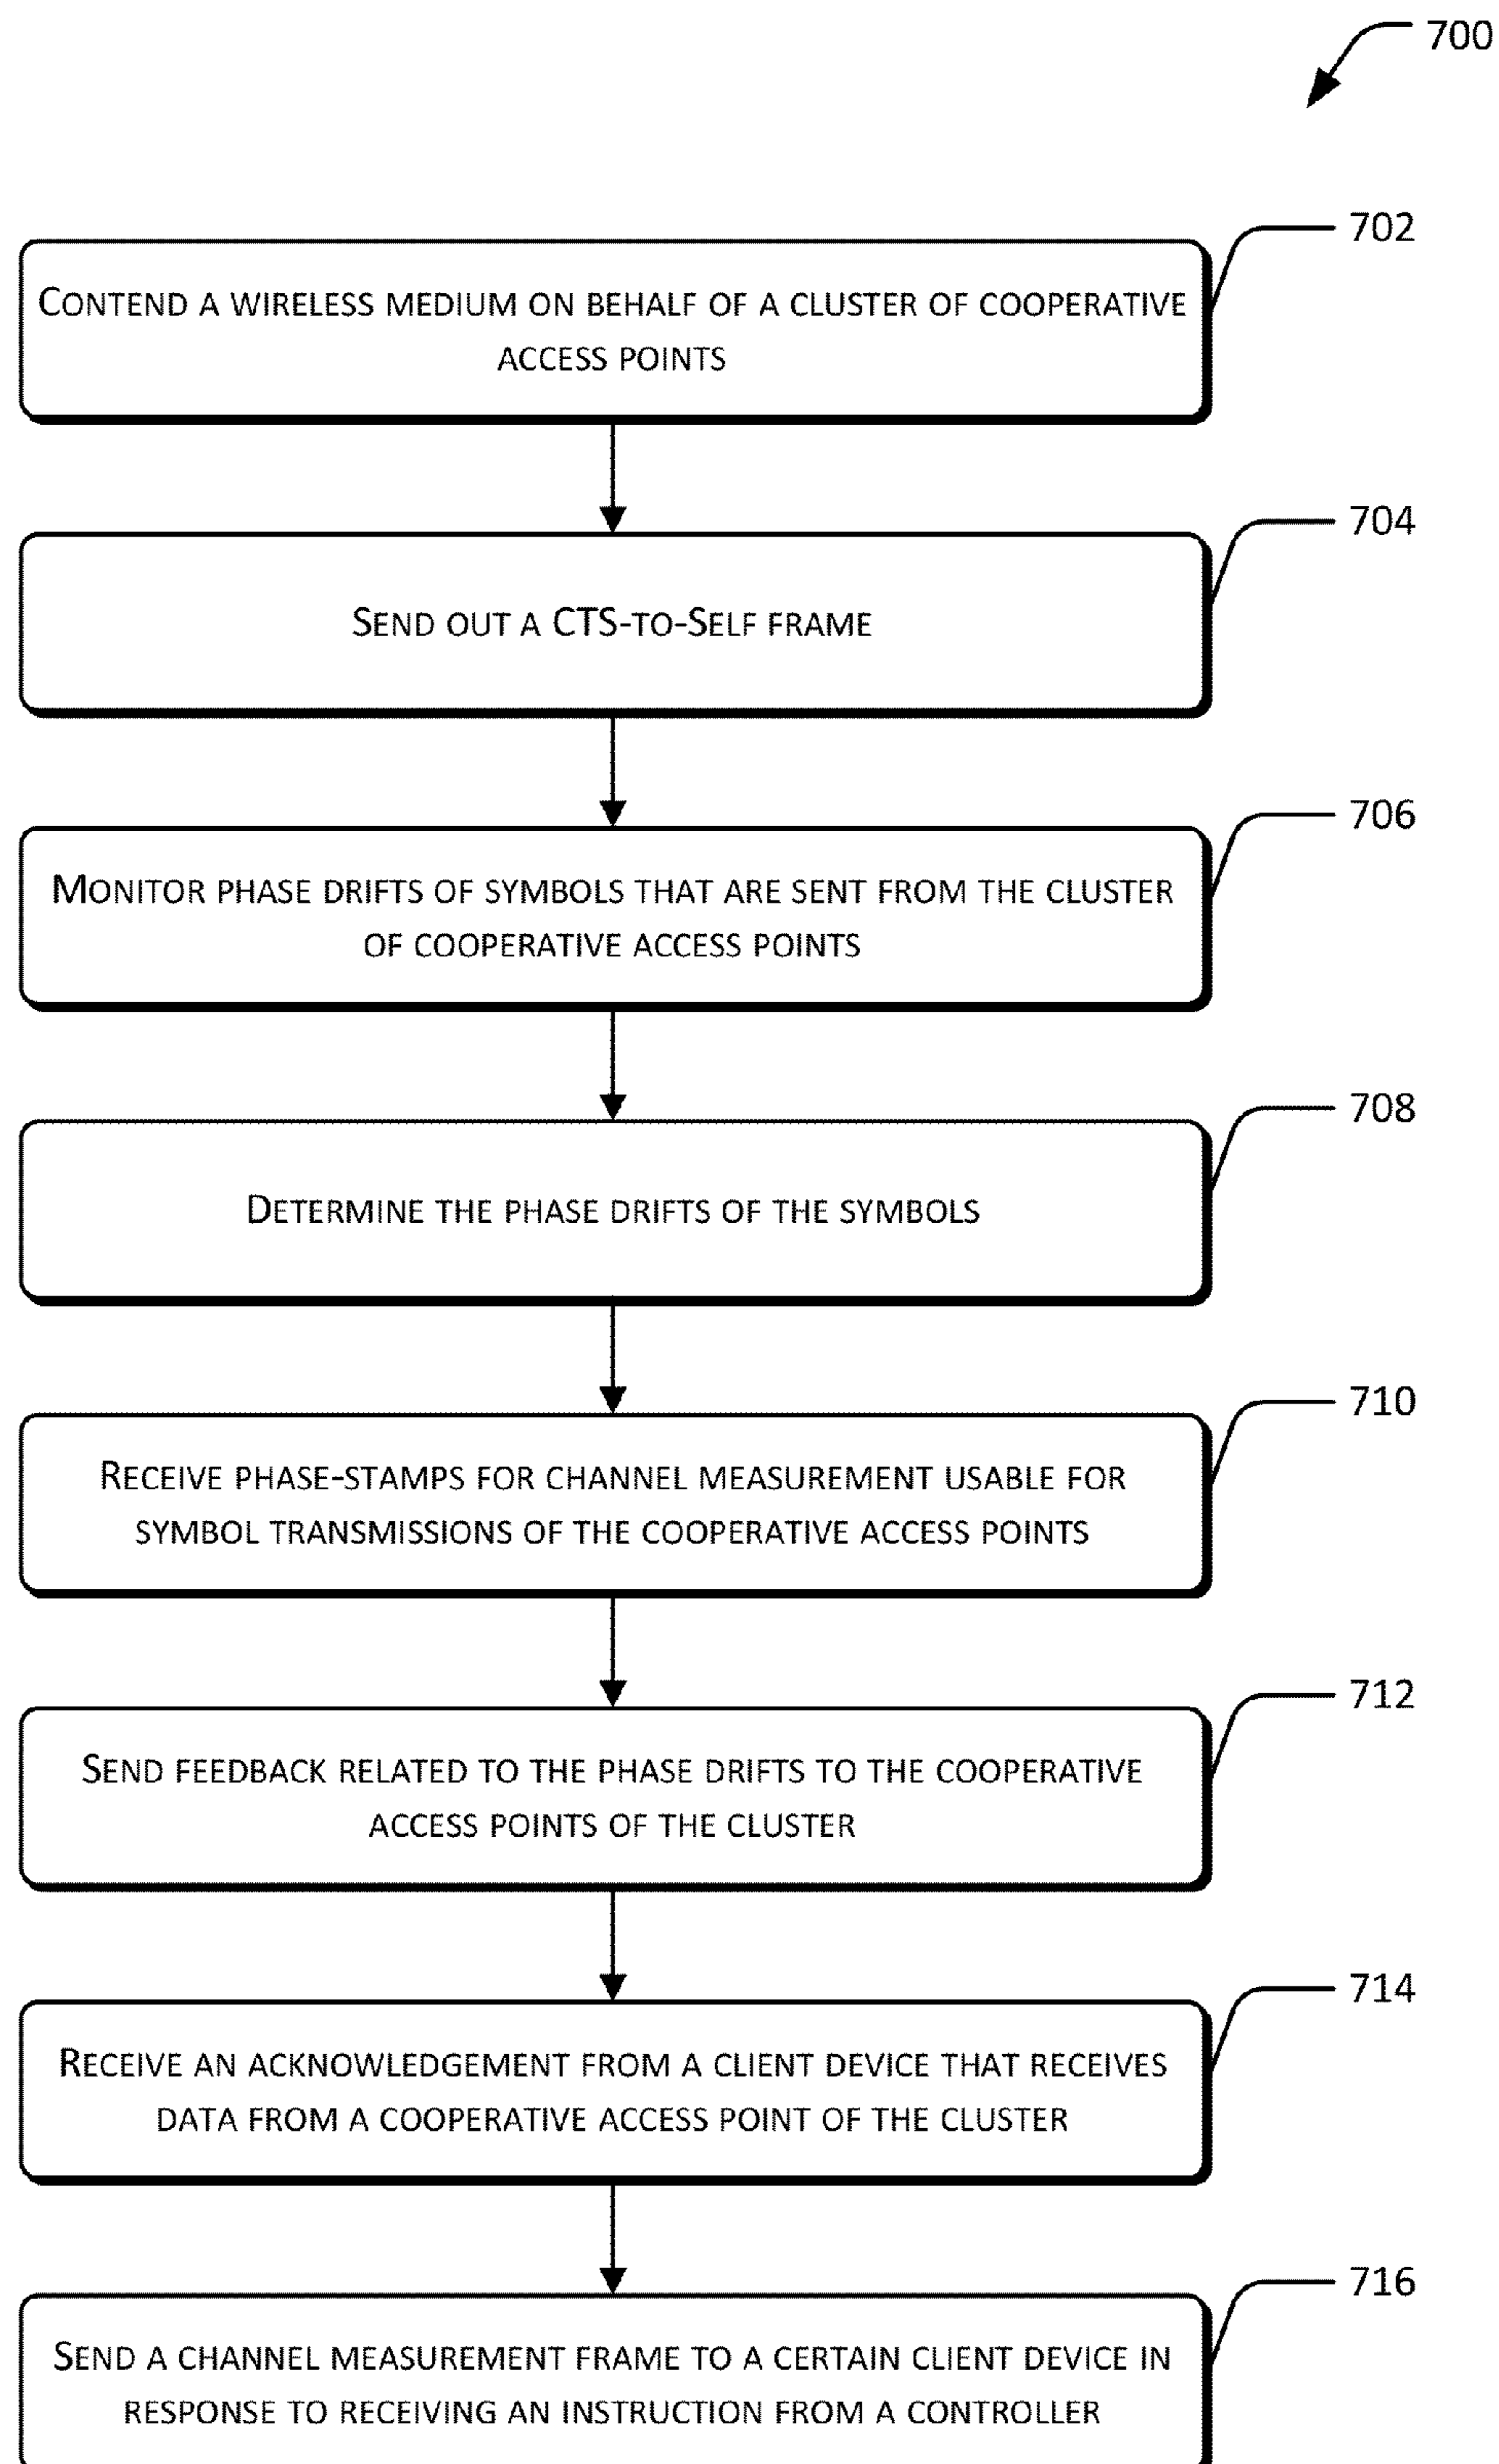 700
702
Contend a wireless medium on behalf of a cluster of cooperative
access points
704
Send out a CTS-to-Self frame
706
Monitor phase drifts of symbols that are sent from the cluster
of cooperative access points
708
Determine the phase drifts of the symbols
710
Receive phase-stamps for channel measurement usable for
symbol transmissions of the cooperative access points
712
Send feedback related to the phase drifts to the cooperative
access points of the cluster
714
Receive an acknowledgement from a client device that receives
data from a cooperative access point of the cluster
716
Send a channel measurement frame to a certain client device in
response to receiving an instruction from a controller